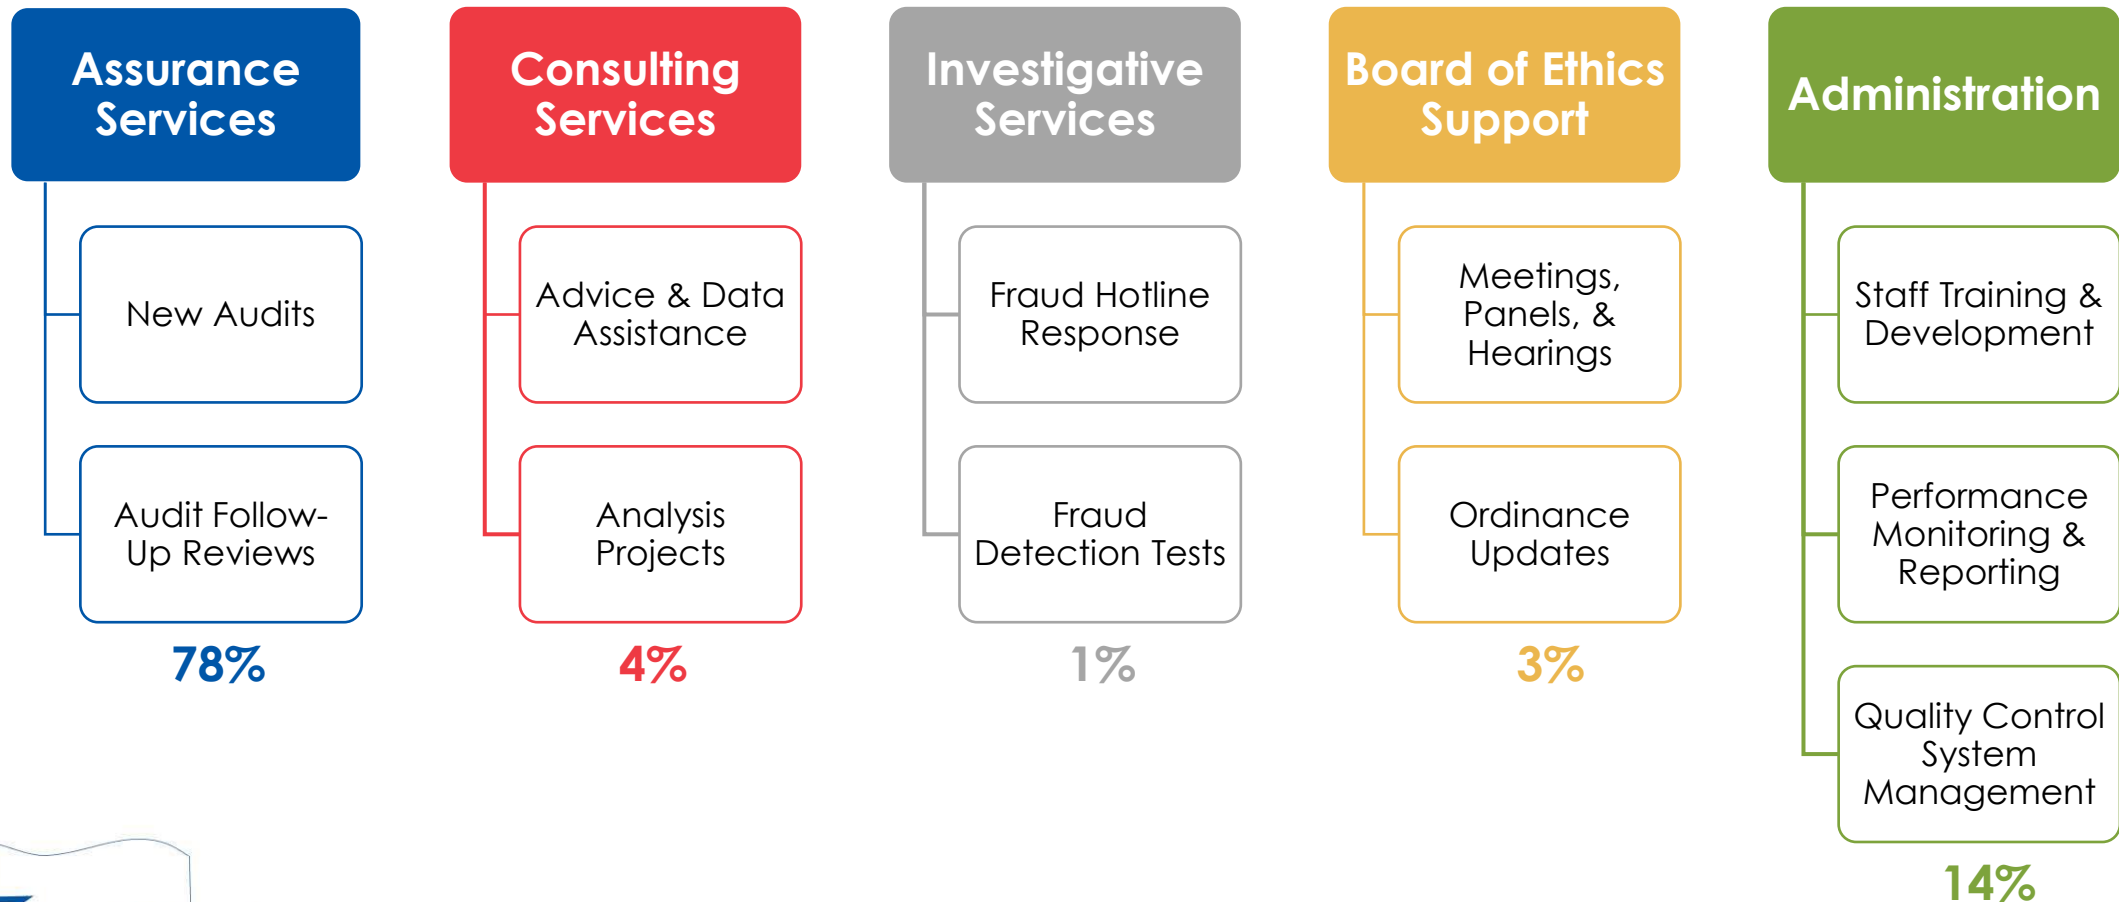 Assurance
Services
New Audits
Audit Follow-
Up Reviews
78%
Consulting
Services
Advice & Data
Assistance
Analysis
Projects
4%
Investigative
Services
Fraud Hotline
Response
Fraud
Detection Tests
1%
Board of Ethics
Support
Meetings,
Panels, &
Hearings
Ordinance
Updates
3%
Administration
Staff Training &
Development
Performance
Monitoring &
Reporting
Quality Control
System
Management
14%